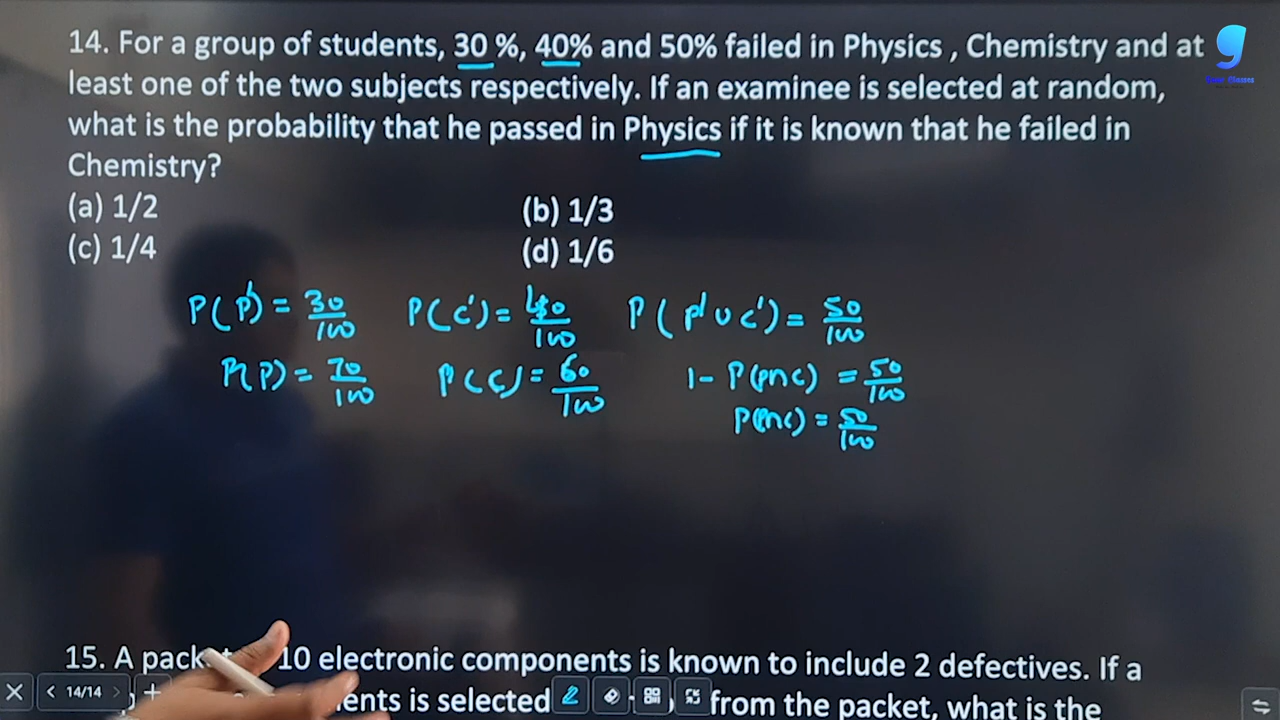 14. For a group of students, 30 %, 40% and 50% failed in Physics , Chemistry and at
least one of the two subjects respectively. If an examinee is selected at random,
what is the probability that he passed in Physics if it is known that he failed in
Chemistry?
(a) 1/2 (b) 1/3
(c) 1/4 (d) 1/6
P(P') = 30/100 P(C') = 40/100 P(P' ∪ C') = 50/100
P(P) = 70/100 P(C) = 60/100 1 - P(P∩C) = 50/100
P(P∩C) = 50/100
15. A 10 electronic components is known to include 2 defectives. If a
14/14 is selected from the packet, what is the